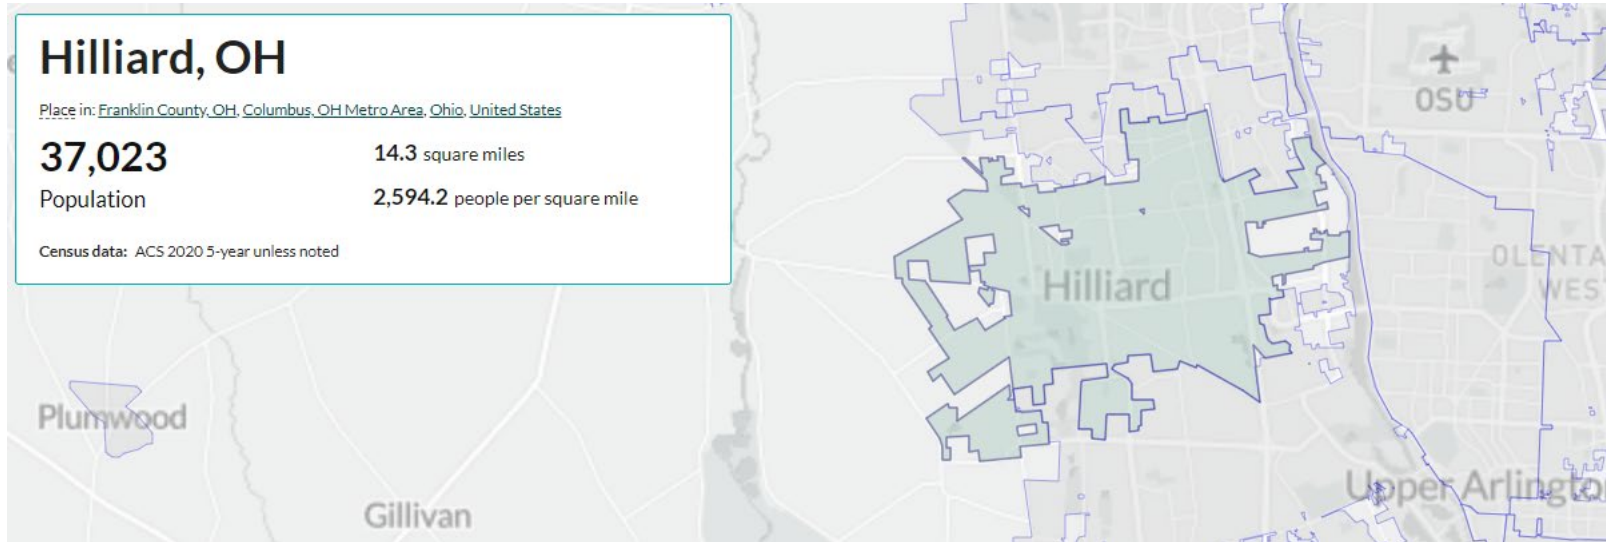 Hilliard, OH
Place in: Franklin County, OH, Columbus, OH Metro Area, Ohio, United States
37,023
Population
14.3 square miles
2,594.2 people per square mile
Census data: ACS 2020 5-year unless noted
OSU
OLENTA
WES
Hilliard
Plumwood
Upper Arlingto
Gillivan